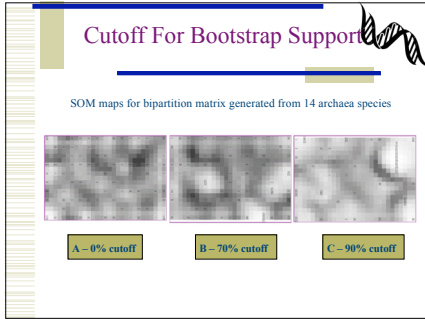 Cutoff For Bootstrap Support
SOM maps for bipartition matrix generated from 14 archaea species
A – 0% cutoff
B – 70% cutoff
C – 90% cutoff